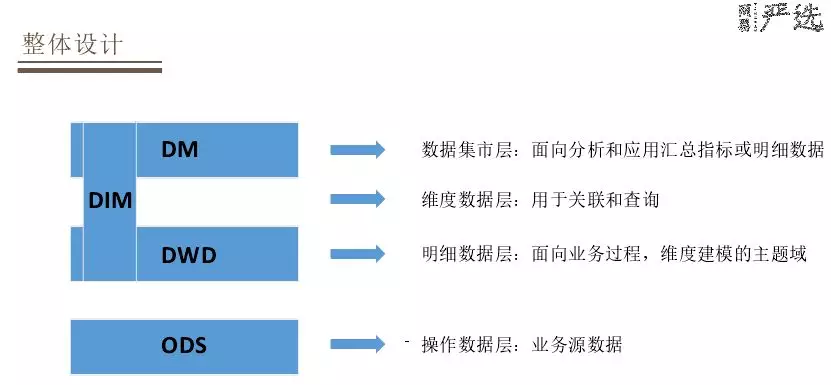 网易严选
整体设计
DM
数据集市层：面向分析和应用汇总指标或明细数据
DIM
维度数据层：用于关联和查询
DWD
明细数据层：面向业务过程，维度建模的主题域
ODS
操作数据层：业务源数据